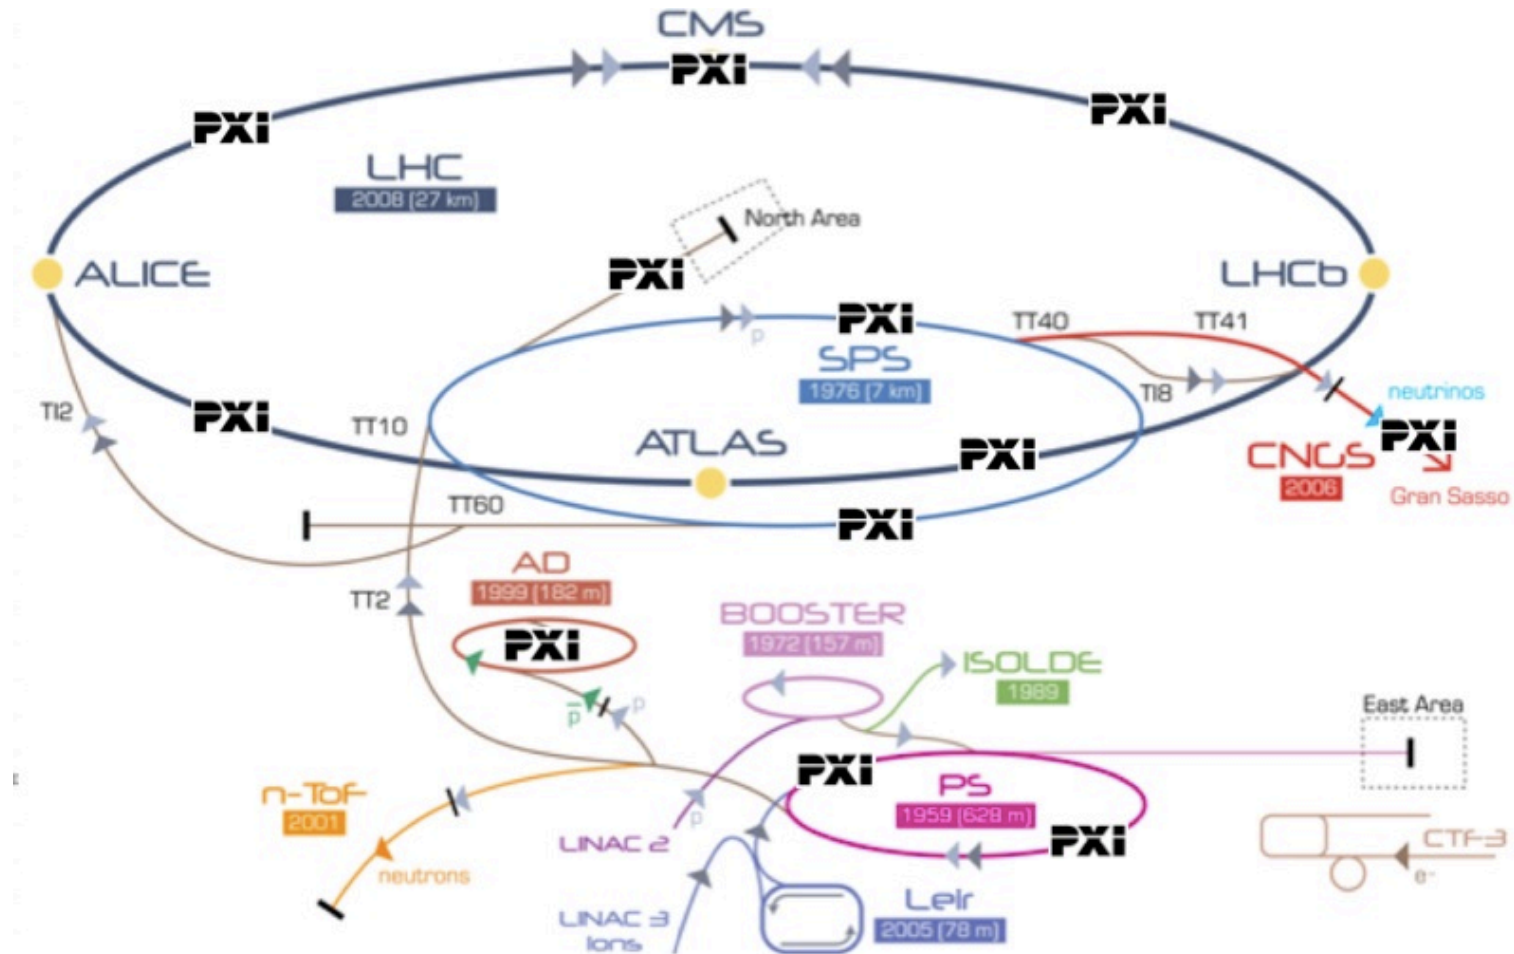 CMS
PXI
PXI
PXI
LHC
2008 (27 km)
North Area
PXI
ALICE
LHCb
PXI
TT40
TT41
p
SPS
1976 (7 km)
TI8
neutrinos
TI2
PXI
TT10
ATLAS
PXI
PXI
CNGS
2006
Gran Sasso
TT60
PXI
AD
1999 (182 m)
TT2
PXI
BOOSTER
1972 (157 m)
ISOLDE
1989
p
p
East Area
PXI
n-ToF
2001
PS
1959 (628 m)
p
LINAC 2
PXI
CTF-3
e-
neutrons
LINAC 3
Ions
Leir
2005 (78 m)